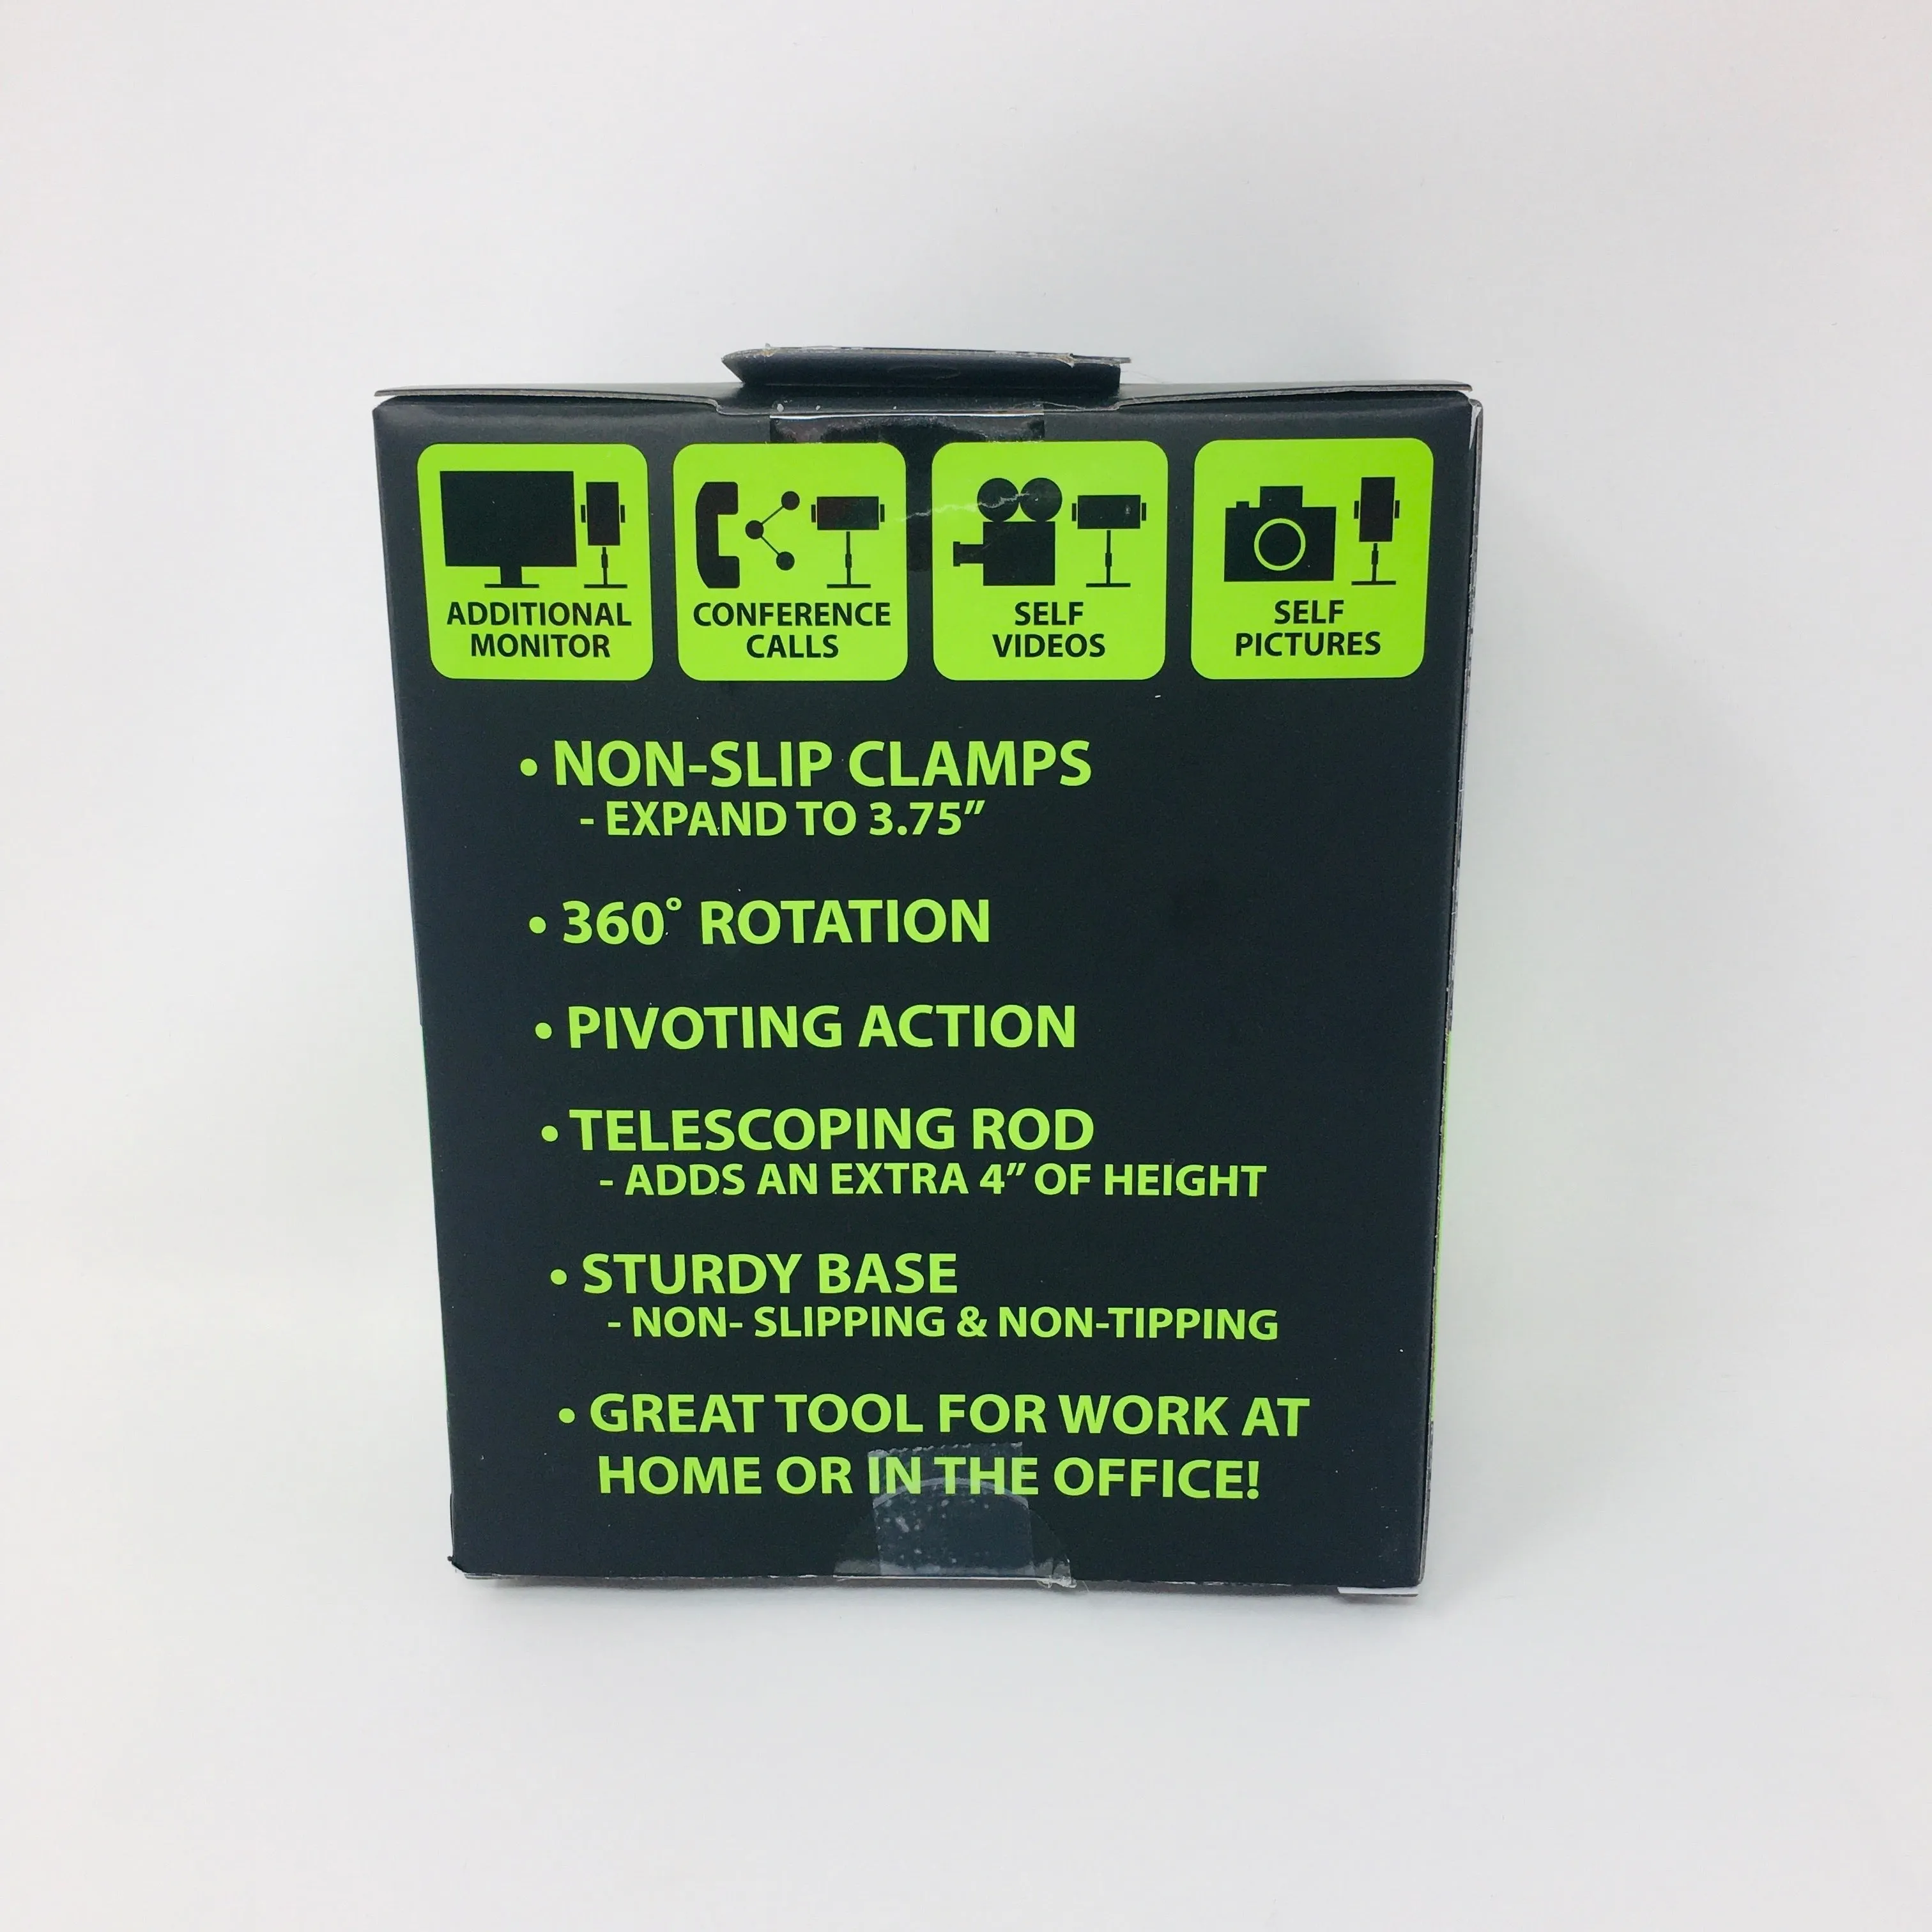 ADDITIONAL
MONITOR
CONFERENCE
CALLS
SELF
VIDEOS
SELF
PICTURES
• NON-SLIP CLAMPS
- EXPAND TO 3.75”
• 360° ROTATION
• PIVOTING ACTION
• TELESCOPING ROD
- ADDS AN EXTRA 4” OF HEIGHT
• STURDY BASE
- NON- SLIPPING & NON-TIPPING
• GREAT TOOL FOR WORK AT
HOME OR IN THE OFFICE!